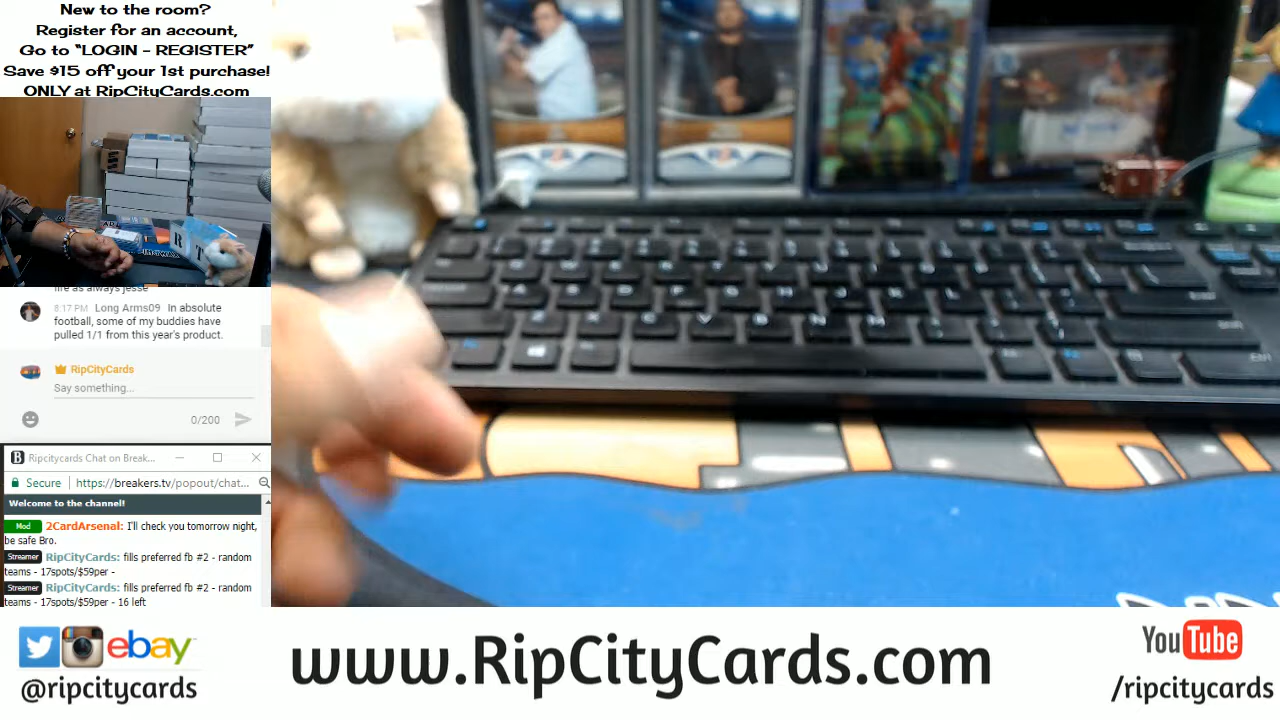 New to the room?
Register for an account,
Go to “LOGIN - REGISTER”
Save $15 off your 1st purchase!
ONLY at RipCityCards.com
life as always jesse
8:17 PM Long Arms09 In absolute
football, some of my buddies have
pulled 1/1 from this year's product.
RipCityCards
Say something...
0/200
B Ripcitycards Chat on Break...
Secure https://breakers.tv/popout/chat...
Welcome to the channel!
Mod 2CardArsenal: I'll check you tomorrow night,
be safe Bro.
Streamer RipCityCards: fills preferred fb #2 - random
teams - 17spots/$59per -
Streamer RipCityCards: fills preferred fb #2 - random
teams - 17spots/$59per - 16 left
ebay
@ripcitycards
www.RipCityCards.com
YouTube
/ripcitycards